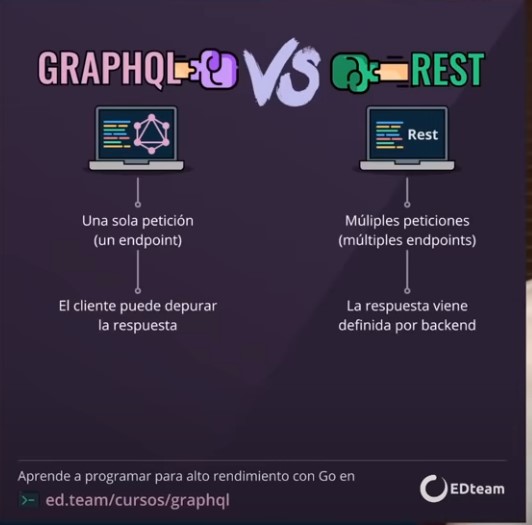 GRAPHQL VS REST
Rest
Una sola petición
(un endpoint)
El cliente puede depurar
la respuesta
Múliples peticiones
(múltiples endpoints)
La respuesta viene
definida por backend
Aprende a programar para alto rendimiento con Go en
>- ed.team/cursos/graphql
EDteam